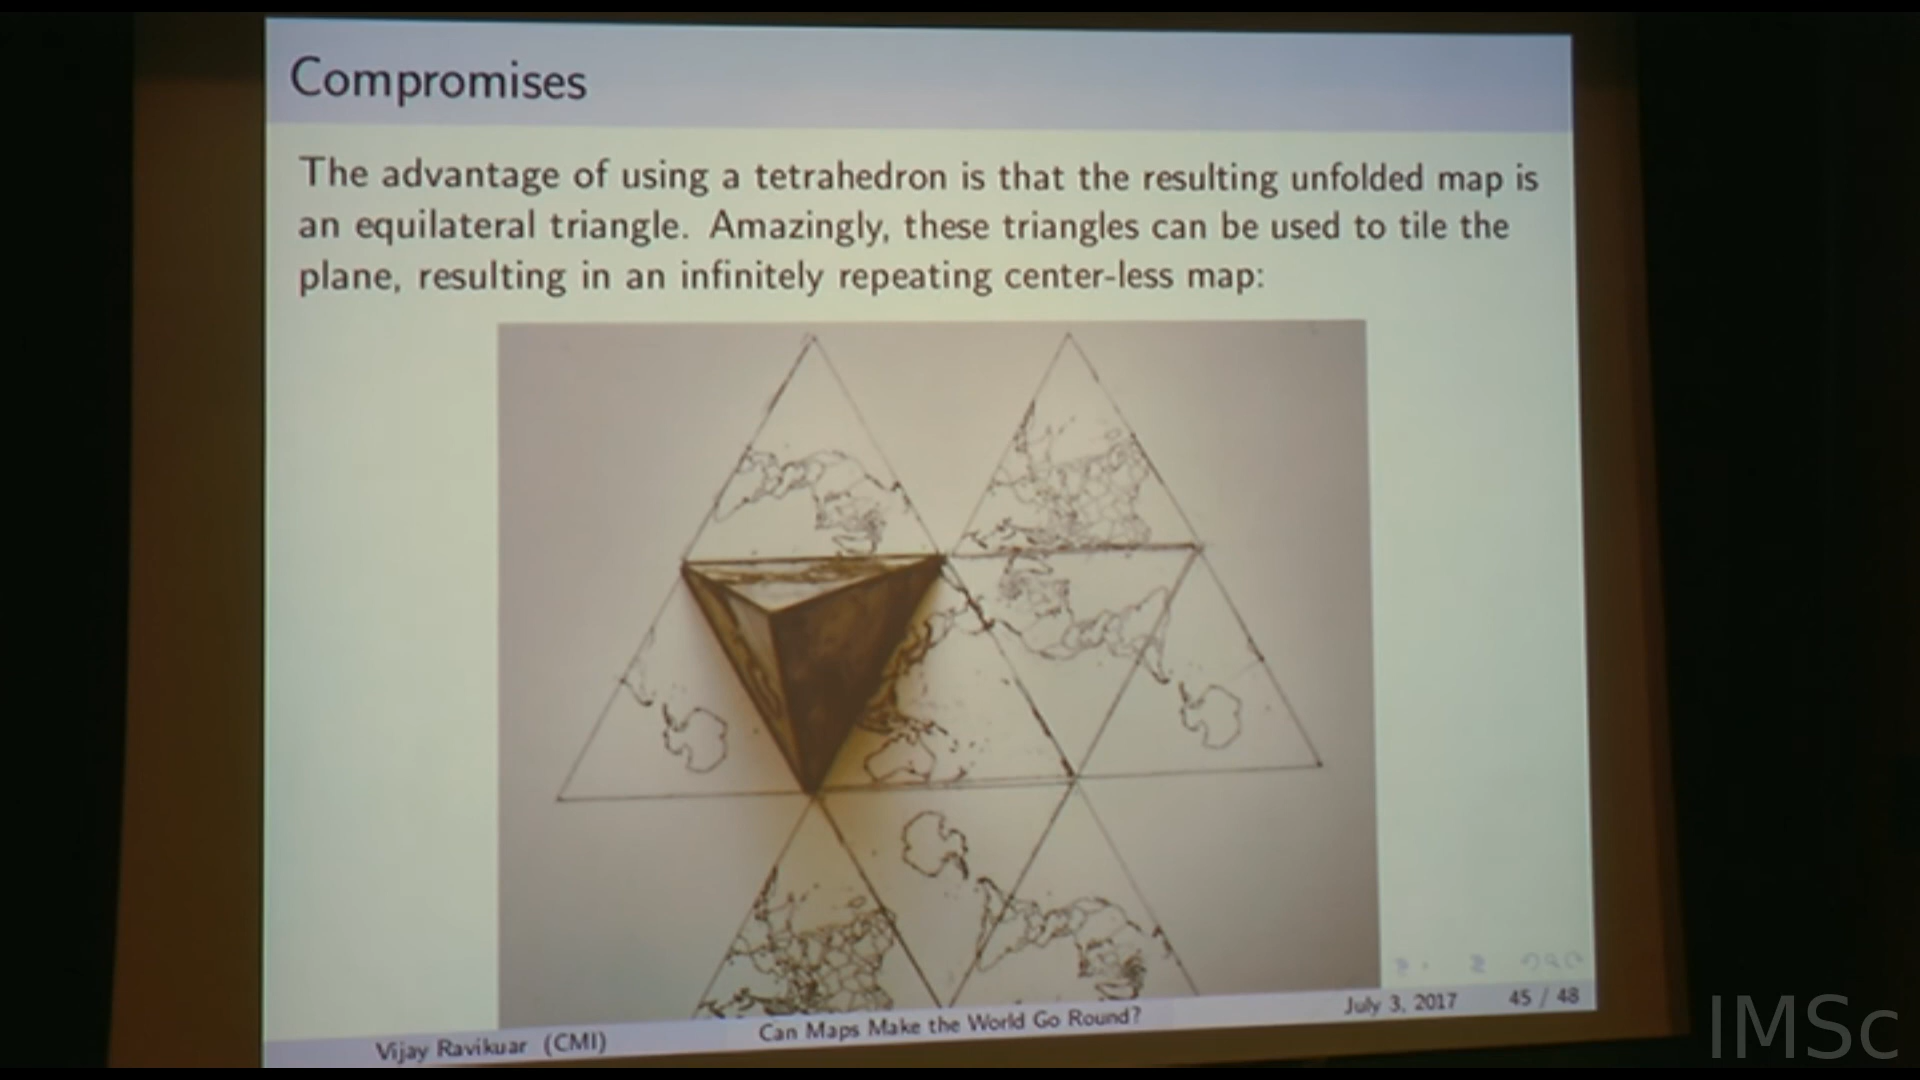 Compromises
The advantage of using a tetrahedron is that the resulting unfolded map is
an equilateral triangle. Amazingly, these triangles can be used to tile the
plane, resulting in an infinitely repeating center-less map:
Vijay Ravikuar (CMI)
Can Maps Make the World Go Round?
July 3, 2017
45 / 48
IMSc